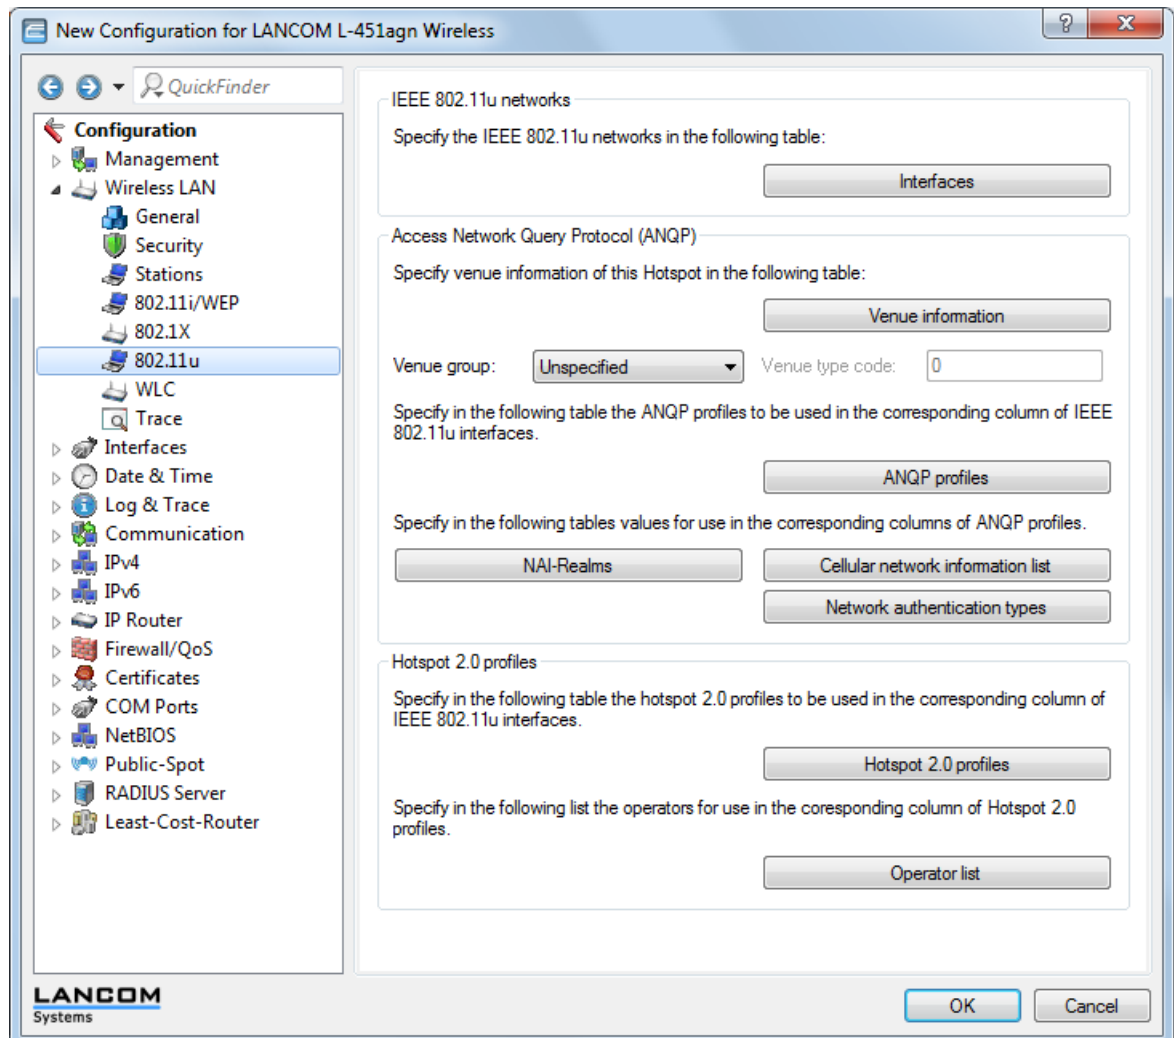 New Configuration for LANCOM L-451agn Wireless
QuickFinder
Configuration
Management
Wireless LAN
General
Security
Stations
802.11i/WEP
802.1X
802.11u
WLC
Trace
Interfaces
Date & Time
Log & Trace
Communication
IPv4
IPv6
IP Router
Firewall/QoS
Certificates
COM Ports
NetBIOS
Public-Spot
RADIUS Server
Least-Cost-Router
IEEE 802.11u networks
Specify the IEEE 802.11u networks in the following table:
Interfaces
Access Network Query Protocol (ANQP)
Specify venue information of this Hotspot in the following table:
Venue information
Venue group: Unspecified Venue type code: 0
Specify in the following table the ANQP profiles to be used in the corresponding column of IEEE
802.11u interfaces.
ANQP profiles
Specify in the following tables values for use in the corresponding columns of ANQP profiles.
NAI-Realms Cellular network information list
Network authentication types
Hotspot 2.0 profiles
Specify in the following table the hotspot 2.0 profiles to be used in the corresponding column of
IEEE 802.11u interfaces.
Hotspot 2.0 profiles
Specify in the following list the operators for use in the coresponding column of Hotspot 2.0
profiles.
Operator list
LANCOM
Systems
OK Cancel